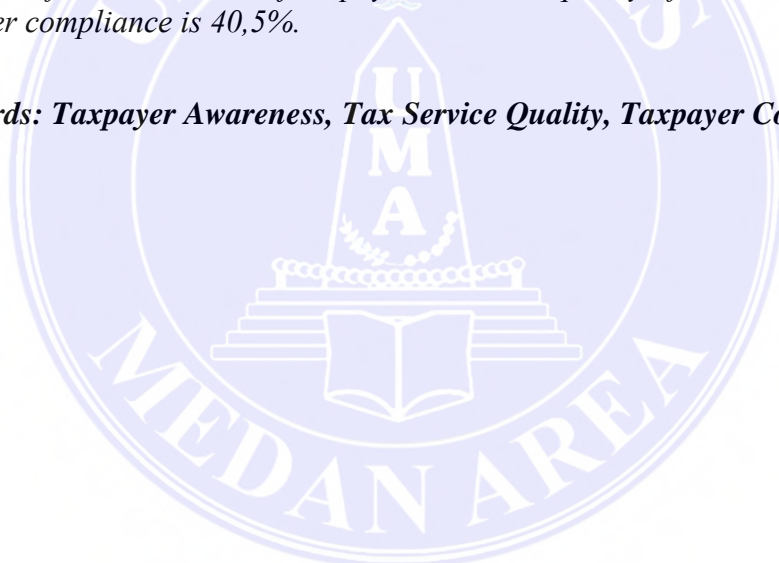 er compliance is 40,5%.
rds: Taxpayer Awareness, Tax Service Quality, Taxpayer Co
U
M
A
MEDAN AREA